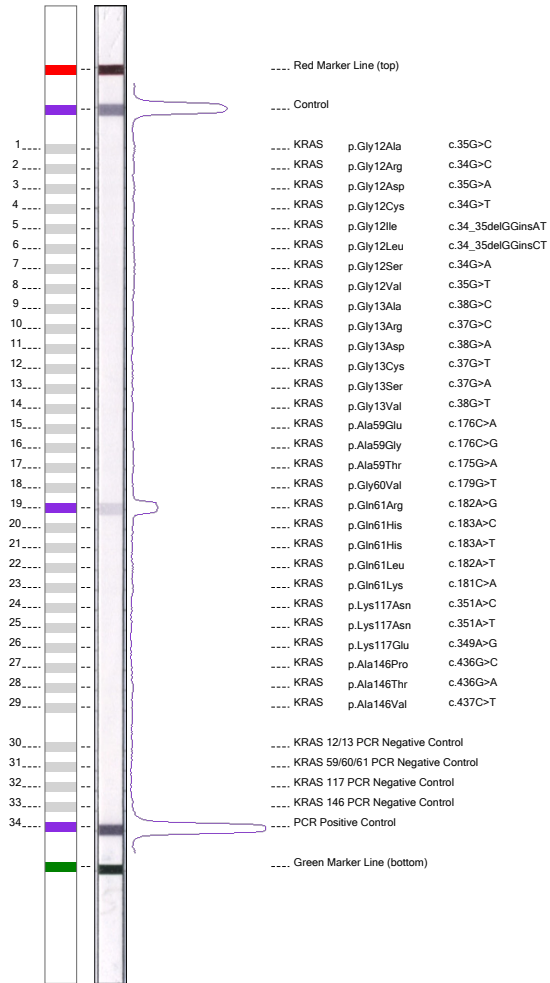 Red Marker Line (top)
Control
1 KRAS p.Gly12Ala c.35G>C
2 KRAS p.Gly12Arg c.34G>C
3 KRAS p.Gly12Asp c.35G>A
4 KRAS p.Gly12Cys c.34G>T
5 KRAS p.Gly12Ile c.34_35delGGinsAT
6 KRAS p.Gly12Leu c.34_35delGGinsCT
7 KRAS p.Gly12Ser c.34G>A
8 KRAS p.Gly12Val c.35G>T
9 KRAS p.Gly13Ala c.38G>C
10 KRAS p.Gly13Arg c.37G>C
11 KRAS p.Gly13Asp c.38G>A
12 KRAS p.Gly13Cys c.37G>T
13 KRAS p.Gly13Ser c.37G>A
14 KRAS p.Gly13Val c.38G>T
15 KRAS p.Ala59Glu c.176C>A
16 KRAS p.Ala59Gly c.176C>G
17 KRAS p.Ala59Thr c.175G>A
18 KRAS p.Gly60Val c.179G>T
19 KRAS p.Gln61Arg c.182A>G
20 KRAS p.Gln61His c.183A>C
21 KRAS p.Gln61His c.183A>T
22 KRAS p.Gln61Leu c.182A>T
23 KRAS p.Gln61Lys c.181C>A
24 KRAS p.Lys117Asn c.351A>C
25 KRAS p.Lys117Asn c.351A>T
26 KRAS p.Lys117Glu c.349A>G
27 KRAS p.Ala146Pro c.436G>C
28 KRAS p.Ala146Thr c.436G>A
29 KRAS p.Ala146Val c.437C>T
30 KRAS 12/13 PCR Negative Control
31 KRAS 59/60/61 PCR Negative Control
32 KRAS 117 PCR Negative Control
33 KRAS 146 PCR Negative Control
34 PCR Positive Control
Green Marker Line (bottom)